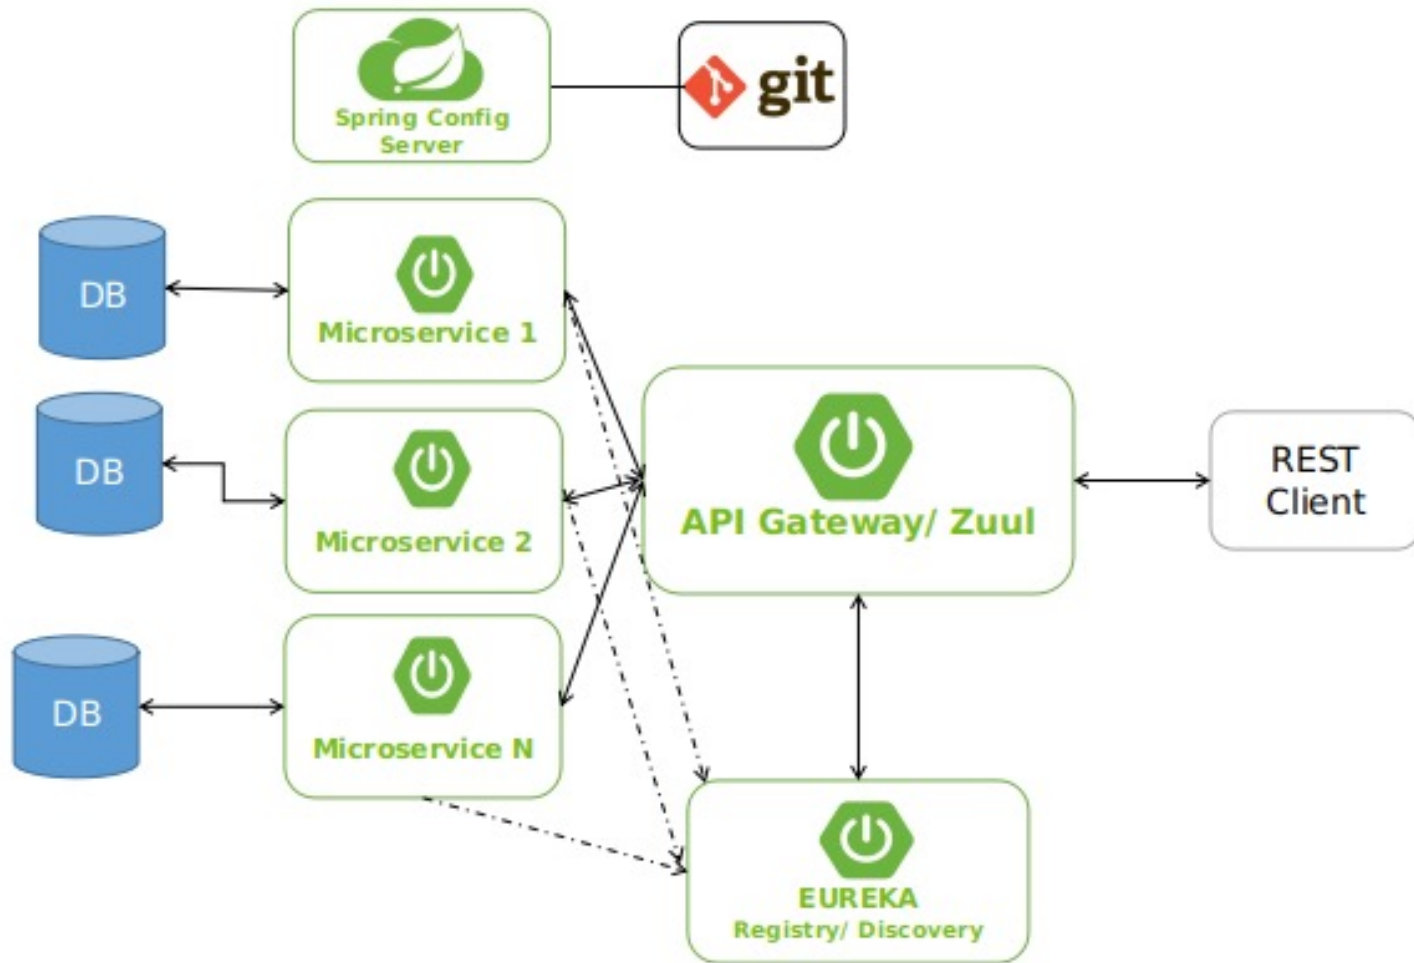 Spring Config
Server
git
DB
Microservice 1
DB
Microservice 2
API Gateway/ Zuul
REST
Client
DB
Microservice N
EUREKA
Registry/ Discovery